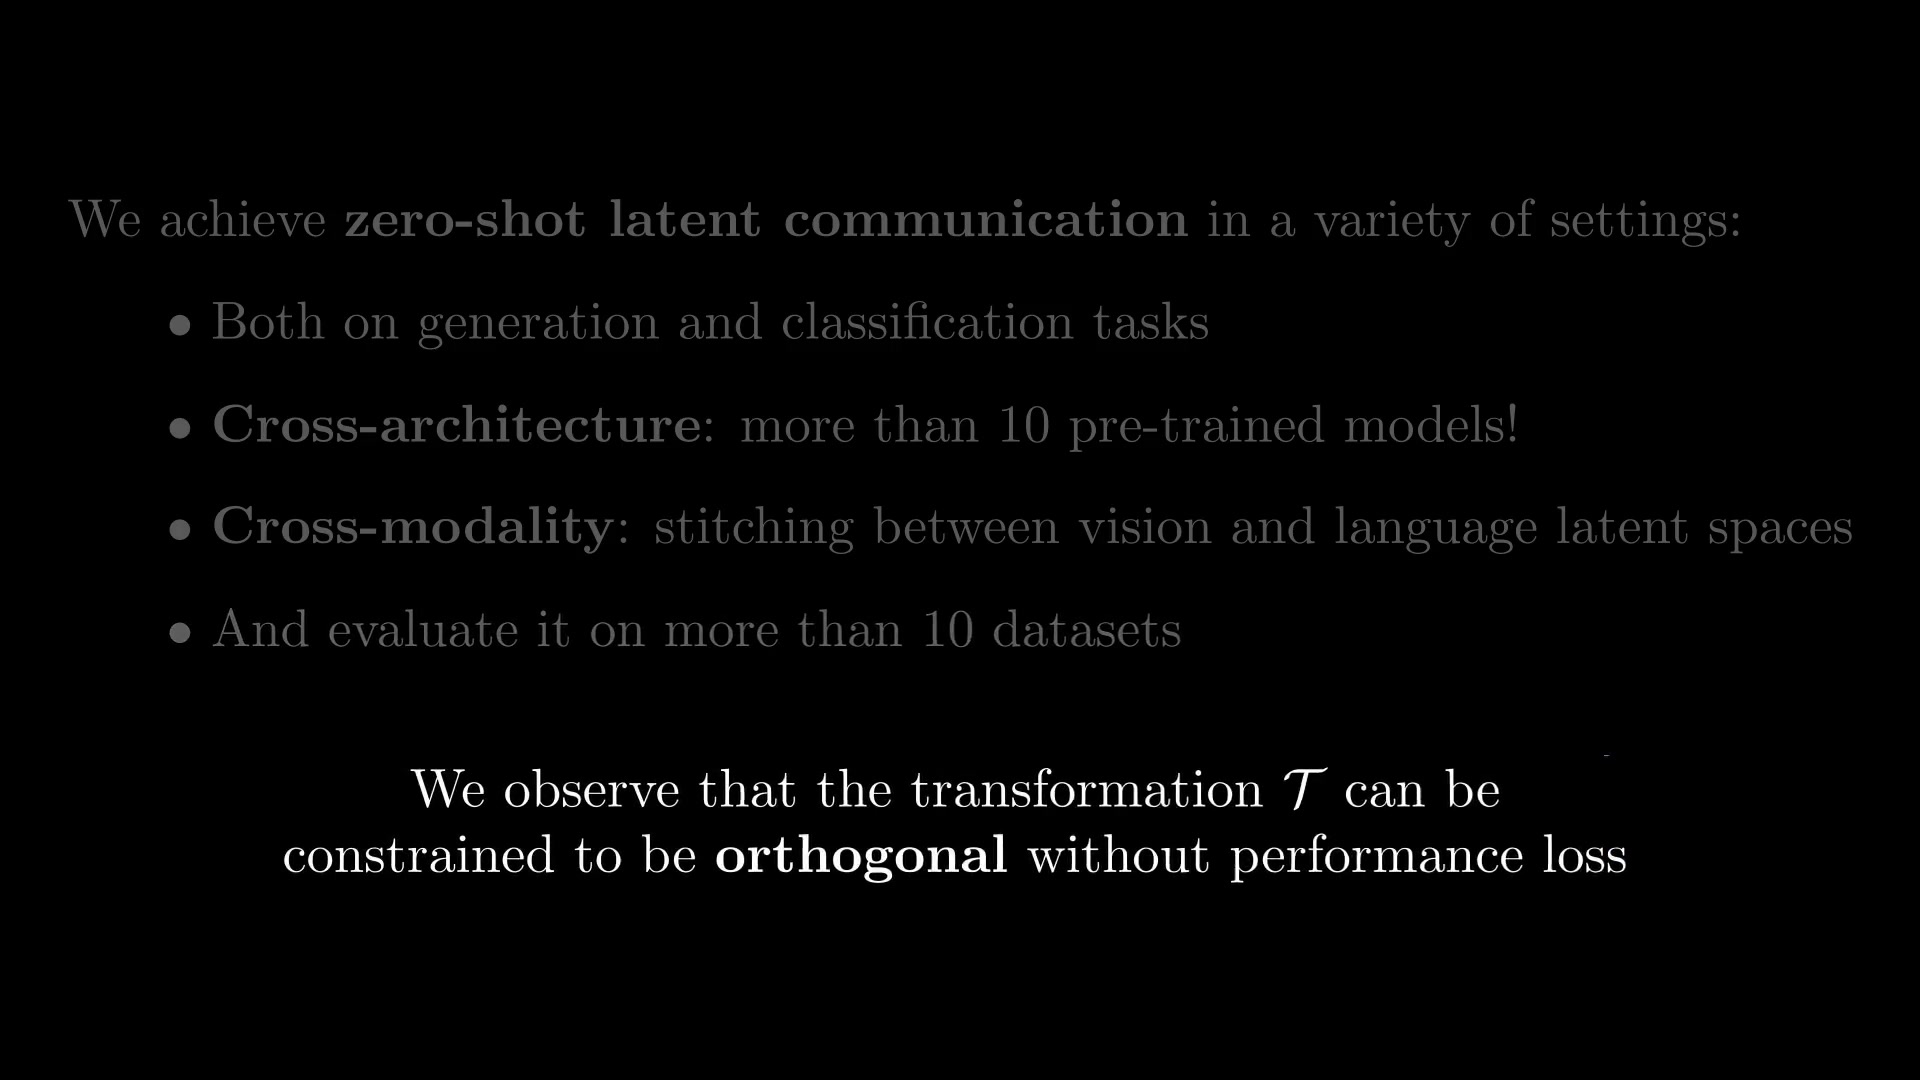 We achieve zero-shot latent communication in a variety of settings:
• Both on generation and classification tasks
• Cross-architecture: more than 10 pre-trained models!
• Cross-modality: stitching between vision and language latent spaces
• And evaluate it on more than 10 datasets
We observe that the transformation 𝒯 can be
constrained to be orthogonal without performance loss